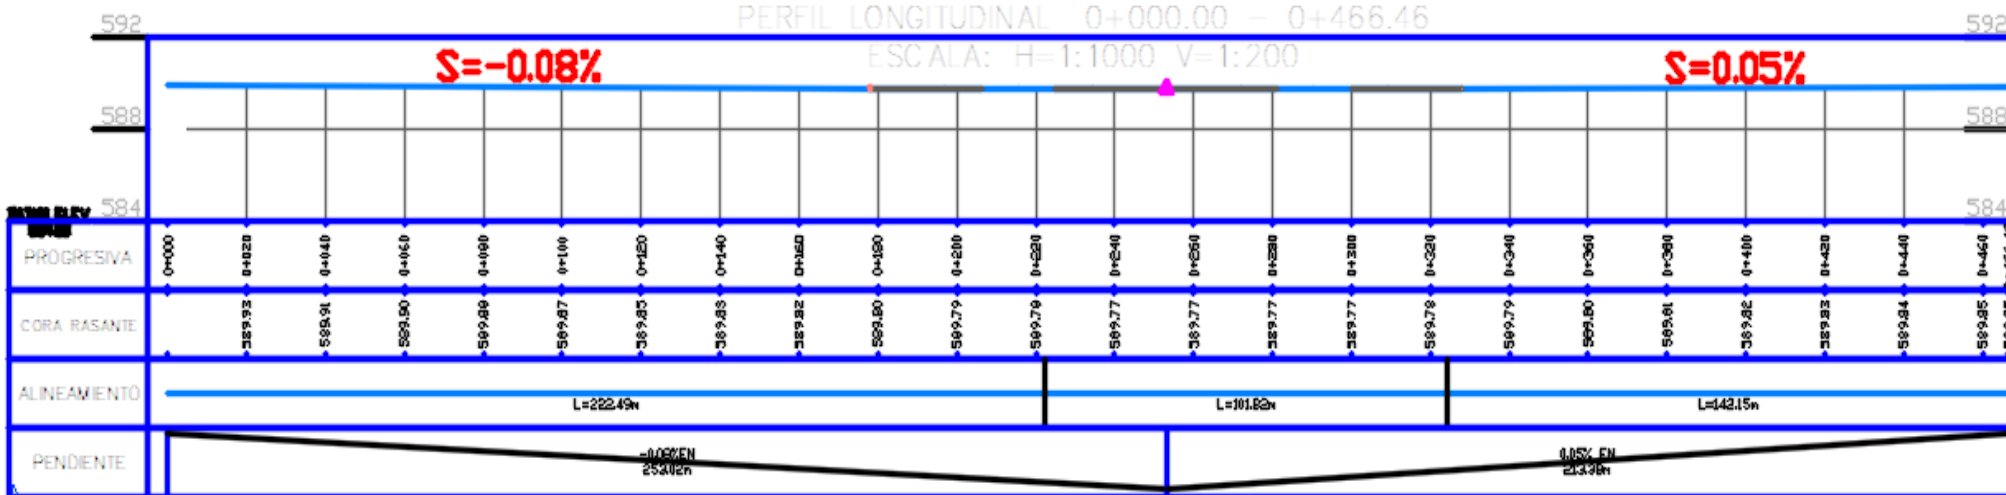 PERFIL LONGITUDINAL 0+000.00 - 0+466.46
ESCALA: H=1:1000 V=1:200
592
592
S=-0.08%
S=0.05%
588
588
584
584
PROGRESIVA
0+000 0+020 0+040 0+060 0+080 0+100 0+120 0+140 0+160 0+180 0+200 0+220 0+240 0+260 0+280 0+300 0+320 0+340 0+360 0+380 0+400 0+420 0+440 0+460
CORA RASANTE
589.93 589.91 589.90 589.88 589.87 589.85 589.83 589.82 589.80 589.79 589.78 589.77 589.77 589.77 589.77 589.78 589.79 589.80 589.81 589.82 589.83 589.84 589.85
ALINEAMIENTO
L=222.49m
L=101.82m
L=142.15m
PENDIENTE
-0.08% EN
253.02m
0.05% EN
213.38m